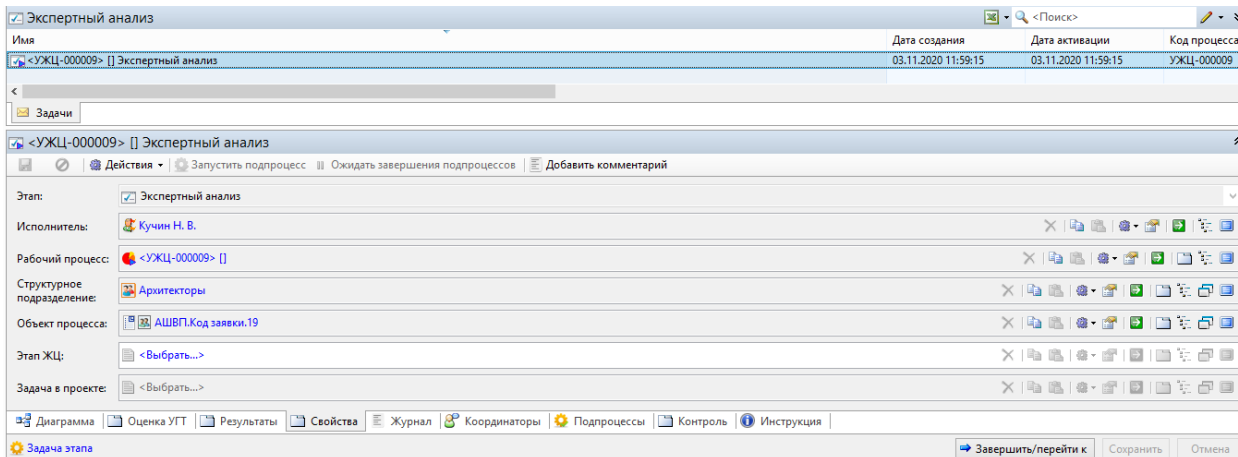 Экспертный анализ <Поиск>
Имя Дата создания Дата активации Код процесса
<УЖЦ-000009> [] Экспертный анализ 03.11.2020 11:59:15 03.11.2020 11:59:15 УЖЦ-000009
Задачи
<УЖЦ-000009> [] Экспертный анализ
Действия Запустить подпроцесс Ожидать завершения подпроцессов Добавить комментарий
Этап: Экспертный анализ
Исполнитель: Кучин Н. В.
Рабочий процесс: <УЖЦ-000009> []
Структурное
подразделение: Архитекторы
Объект процесса: АШВП.Код заявки.19
Этап ЖЦ: <Выбрать...>
Задача в проекте: <Выбрать...>
Диаграмма Оценка УГТ Результаты Свойства Журнал Координаторы Подпроцессы Контроль Инструкция
Задача этапа Завершить/перейти к Сохранить Отмена